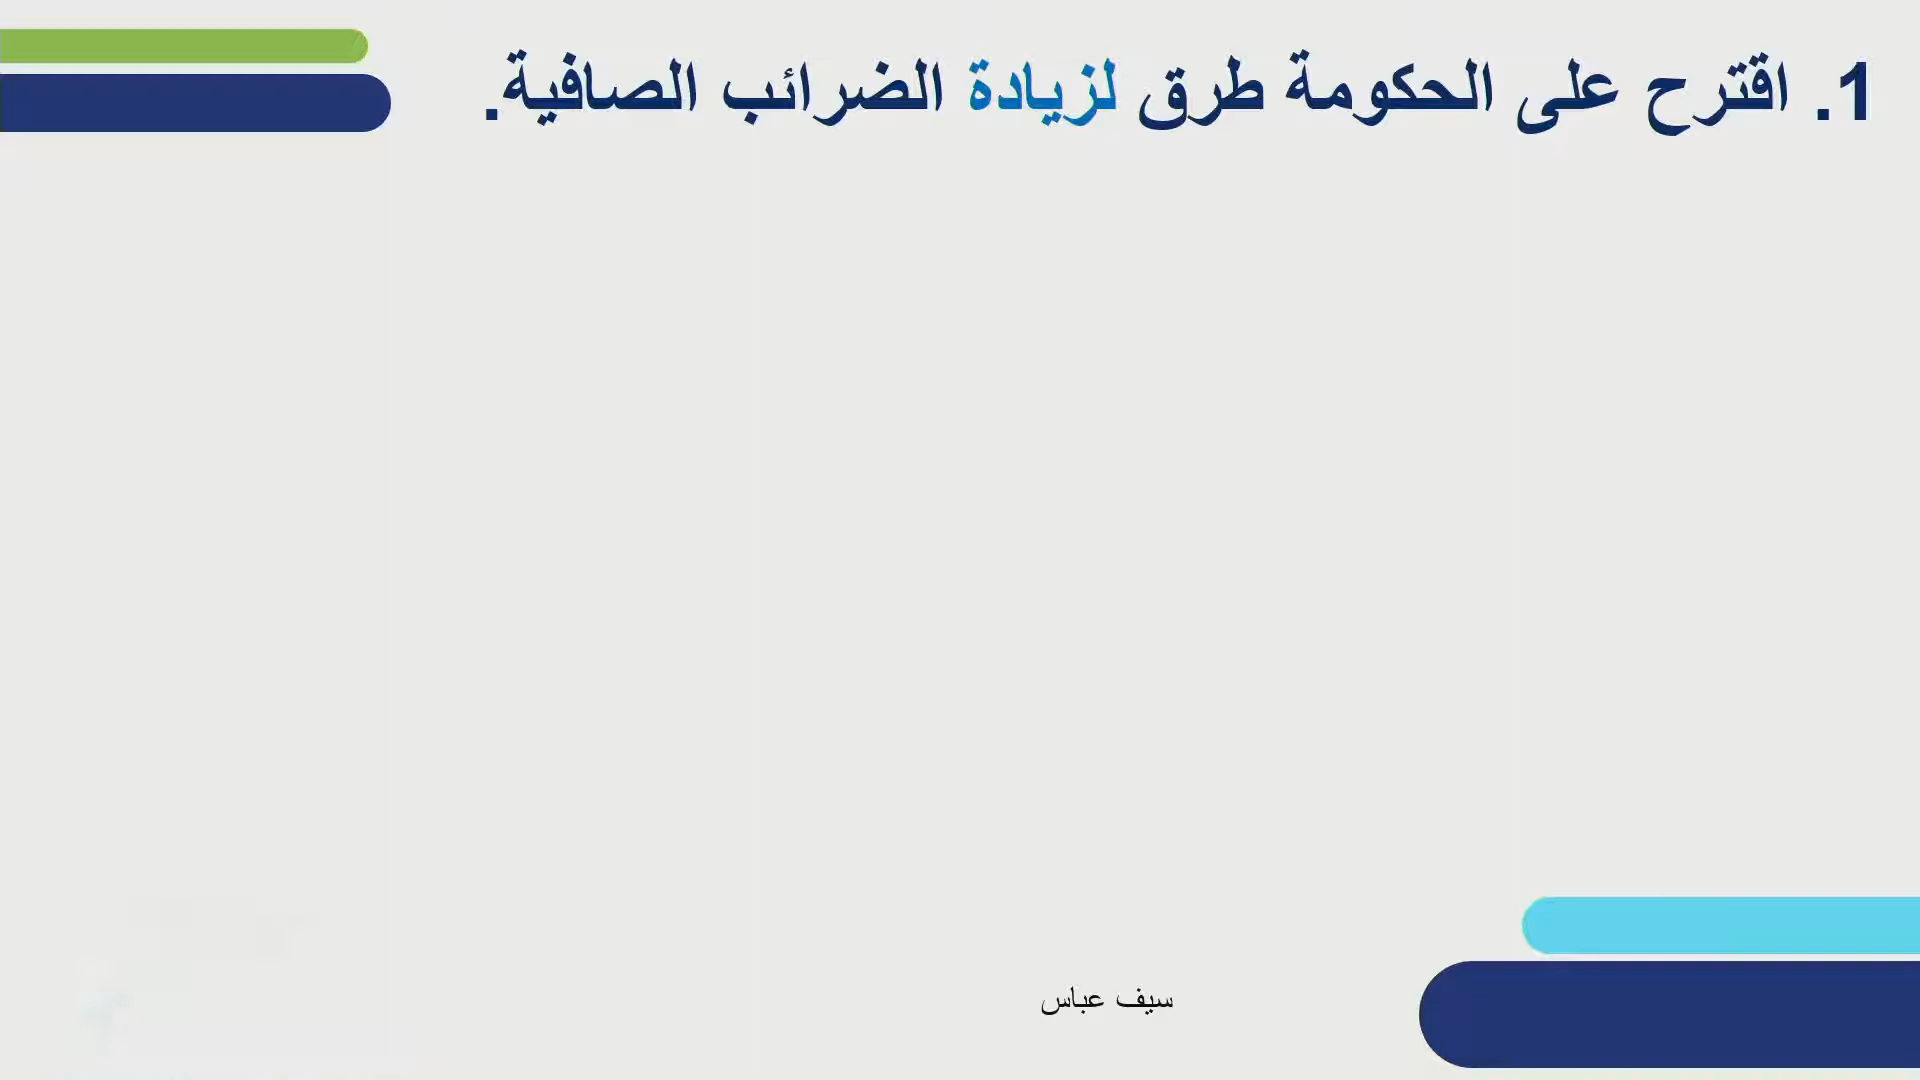 1. اقترح على الحكومة طرق لزيادة الضرائب الصافية.
سيف عباس